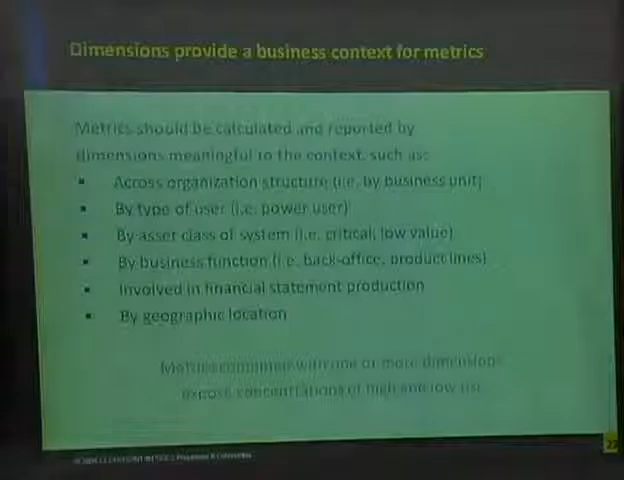 Dimensions provide a business context for metrics
Metrics should be calculated and reported by
dimensions meaningful to the context, such as:
▪ Across organization structure (i.e. by business unit)
▪ By type of user (i.e. power user)
▪ By asset class of system (i.e. critical, low value)
▪ By business function (i.e. back-office, product lines)
▪ Involved in financial statement production
▪ By geographic location
Metrics combined with one or more dimensions
expose concentrations of high and low risk
22